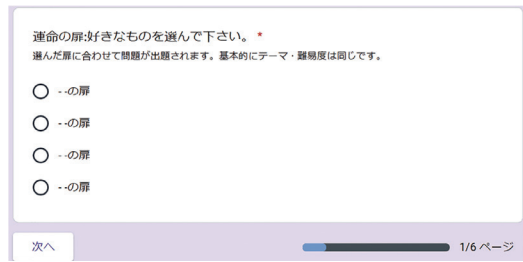 運命の扉:好きなものを選んで下さい。 *
選んだ扉に合わせて問題が出題されます。基本的にテーマ・難易度は同じです。
--の扉
--の扉
--の扉
--の扉
次へ
1/6 ページ